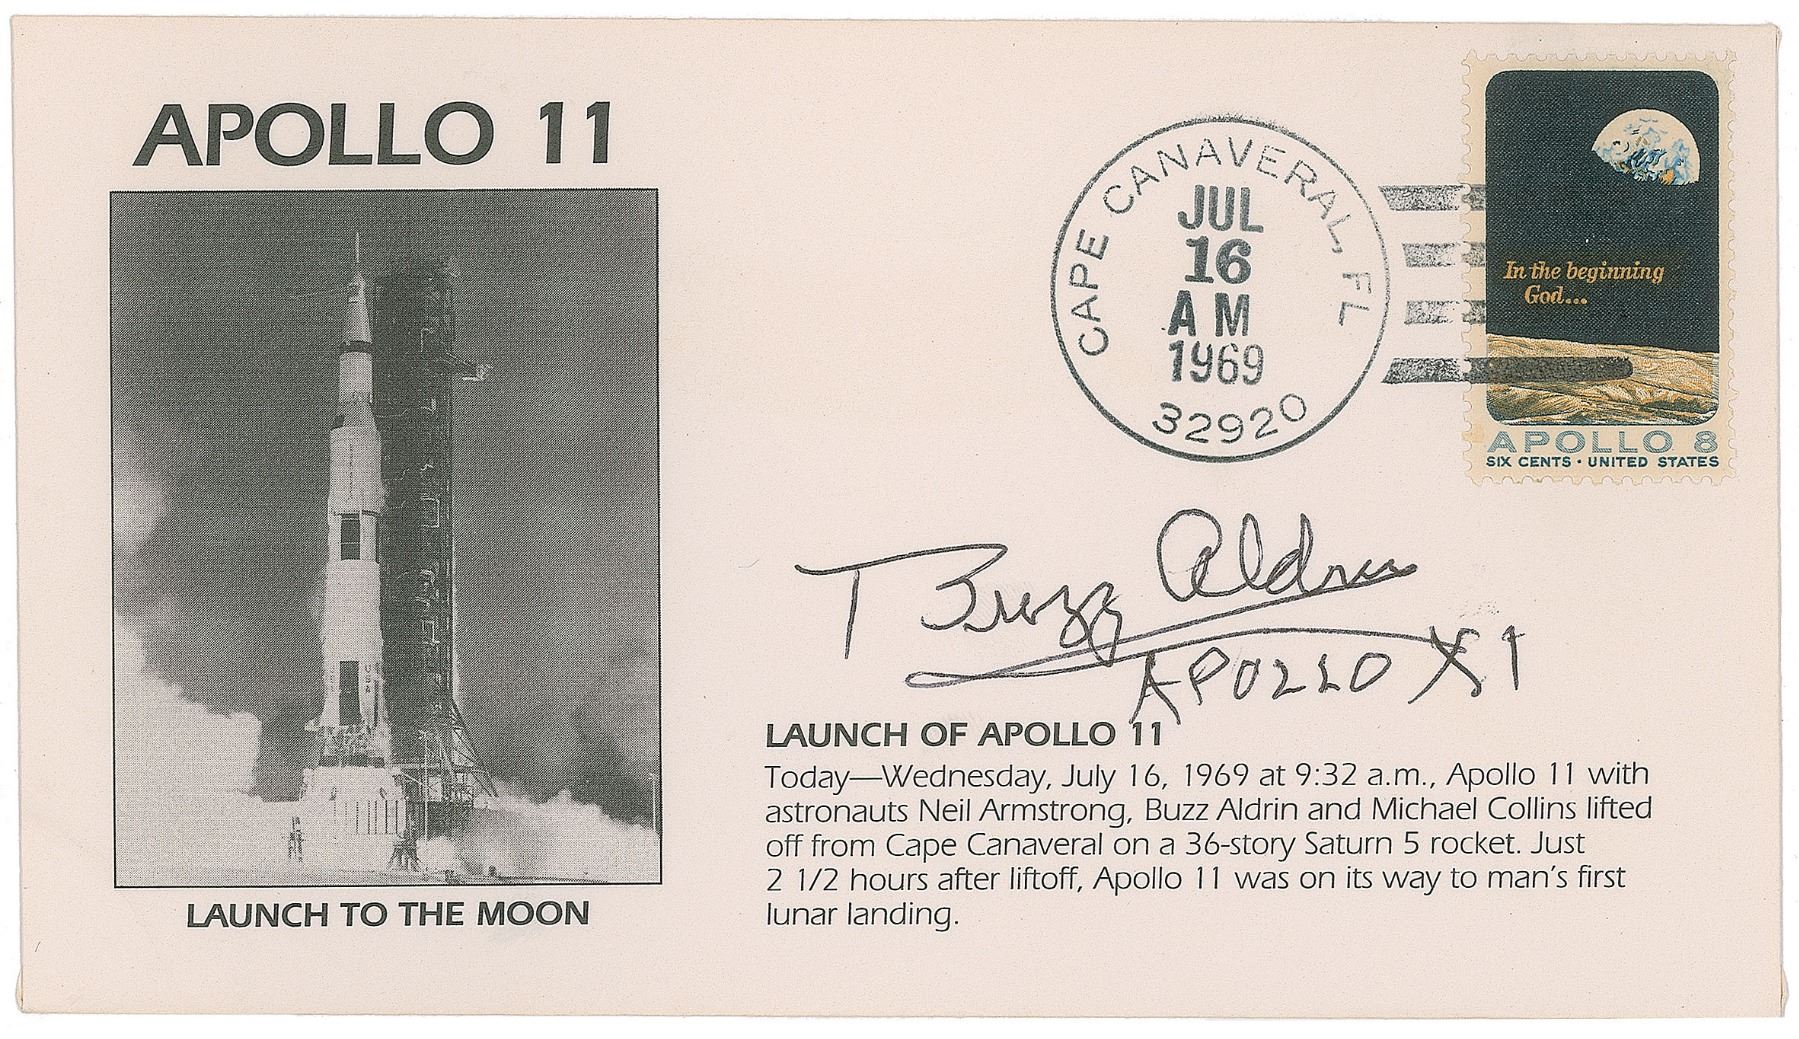 APOLLO 11
CAPE CANAVERAL, FL
JUL
16
AM
1969
32920
In the beginning
God...
APOLLO 8
SIX CENTS · UNITED STATES
T Buzz Aldrin
APOLLO XI
USA
LAUNCH TO THE MOON
LAUNCH OF APOLLO 11
Today—Wednesday, July 16, 1969 at 9:32 a.m., Apollo 11 with
astronauts Neil Armstrong, Buzz Aldrin and Michael Collins lifted
off from Cape Canaveral on a 36-story Saturn 5 rocket. Just
2 1/2 hours after liftoff, Apollo 11 was on its way to man's first
lunar landing.